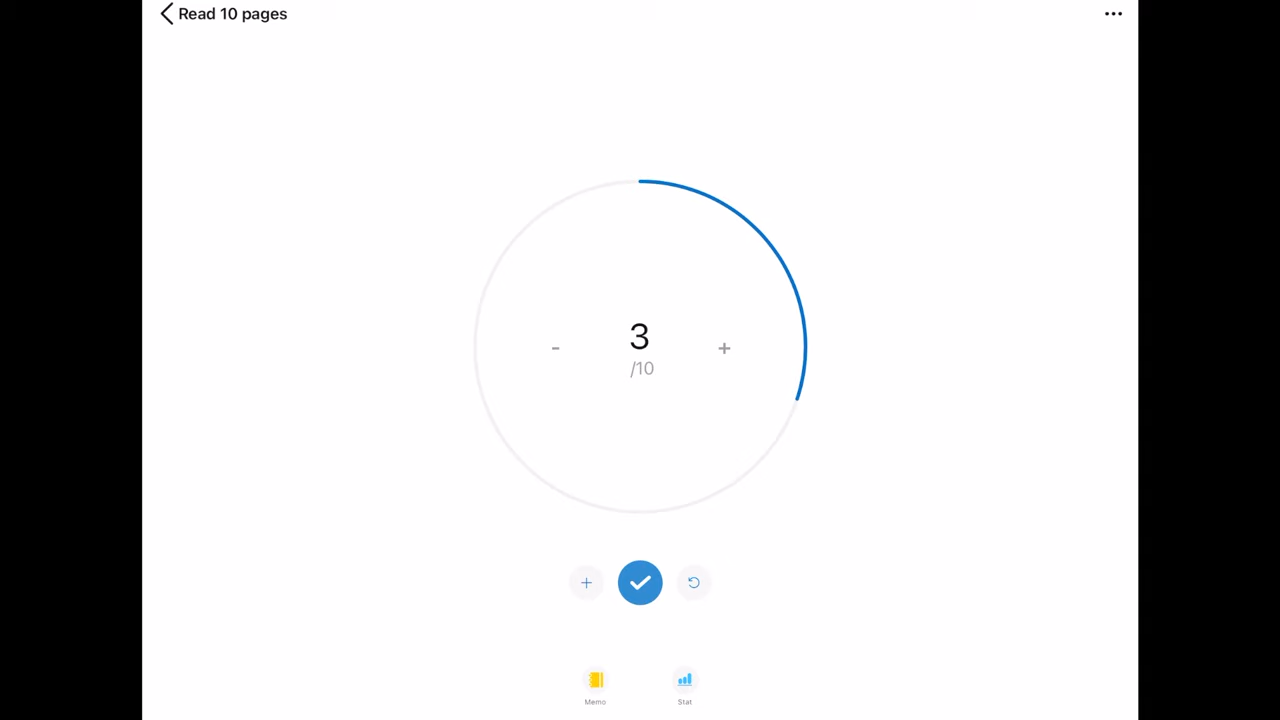 Read 10 pages
3
- +
/10
+
Memo Stat